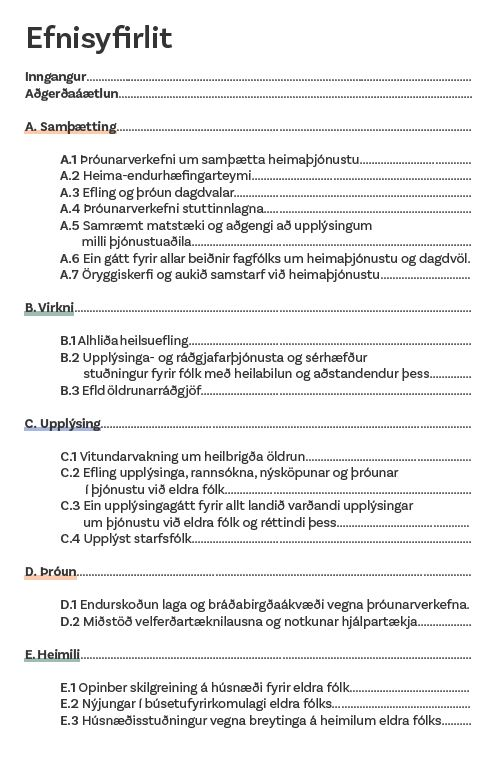 Efnisyfirlit
Inngangur
Aðgerðaáætlun
A. Samþætting
A.1 Þróunarverkefni um samþætta heimaþjónustu
A.2 Heima-endurhæfingarteymi
A.3 Efling og þróun dagdvalar
A.4 Þróunarverkefni stuttinnlagna
A.5 Samræmt matstæki og aðgengi að upplýsingum
milli þjónustuaðila
A.6 Ein gátt fyrir allar beiðnir fagfólks um heimaþjónustu og dagdvöl.
A.7 Öryggiskerfi og aukið samstarf við heimaþjónustu
B. Virkni
B.1 Alhliða heilsuefling
B.2 Upplýsinga- og ráðgjafarþjónusta og sérhæfður
stuðningur fyrir fólk með heilabilun og aðstandendur þess
B.3 Efld öldrunarráðgjöf
C. Upplýsing
C.1 Vitundarvakning um heilbrigða öldrun
C.2 Efling upplýsinga, rannsókna, nýsköpunar og þróunar
í þjónustu við eldra fólk
C.3 Ein upplýsingagátt fyrir allt landið varðandi upplýsingar
um þjónustu við eldra fólk og réttindi þess
C.4 Upplýst starfsfólk
D. Þróun
D.1 Endurskoðun laga og bráðabirgðaákvæði vegna þróunarverkefna.
D.2 Miðstöð velferðartæknilausna og notkunar hjálpartækja
E. Heimili
E.1 Opinber skilgreining á húsnæði fyrir eldra fólk
E.2 Nýjungar í búsetufyrirkomulagi eldra fólks
E.3 Húsnæðisstuðningur vegna breytinga á heimilum eldra fólks